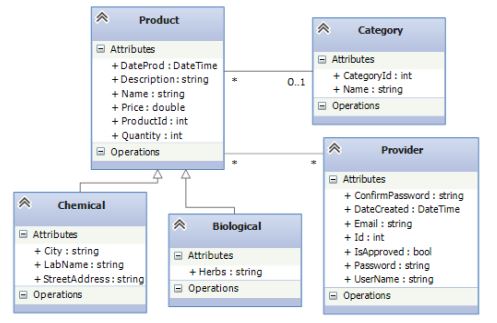 Product
Attributes
+ DateProd : DateTime
+ Description : string
+ Name : string
+ Price : double
+ ProductId : int
+ Quantity : int
Operations
Category
Attributes
+ CategoryId : int
+ Name : string
Operations
* 0..1
* *
Provider
Attributes
+ ConfirmPassword : string
+ DateCreated : DateTime
+ Email : string
+ Id : int
+ IsApproved : bool
+ Password : string
+ UserName : string
Operations
Chemical
Attributes
+ City : string
+ LabName : string
+ StreetAddress : string
Operations
Biological
Attributes
+ Herbs : string
Operations